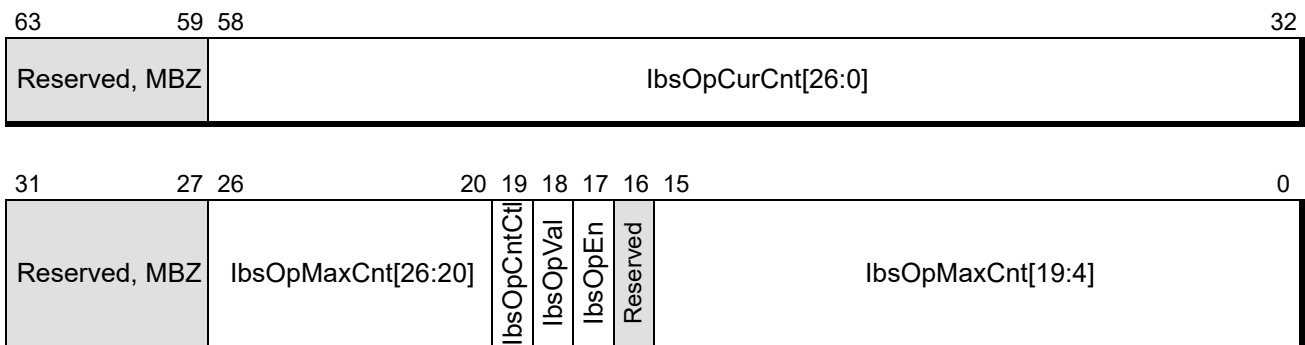 63 59 58 32
Reserved, MBZ IbsOpCurCnt[26:0]
31 27 26 20 19 18 17 16 15 0
Reserved, MBZ IbsOpMaxCnt[26:20] IbsOpCntCtl IbsOpVal IbsOpEn Reserved IbsOpMaxCnt[19:4]